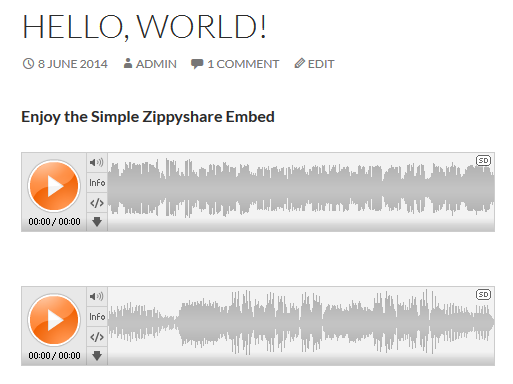 HELLO, WORLD!
8 JUNE 2014 ADMIN 1 COMMENT EDIT
Enjoy the Simple Zippyshare Embed
SD
Info
</>
00:00 / 00:00
SD
Info
</>
00:00 / 00:00